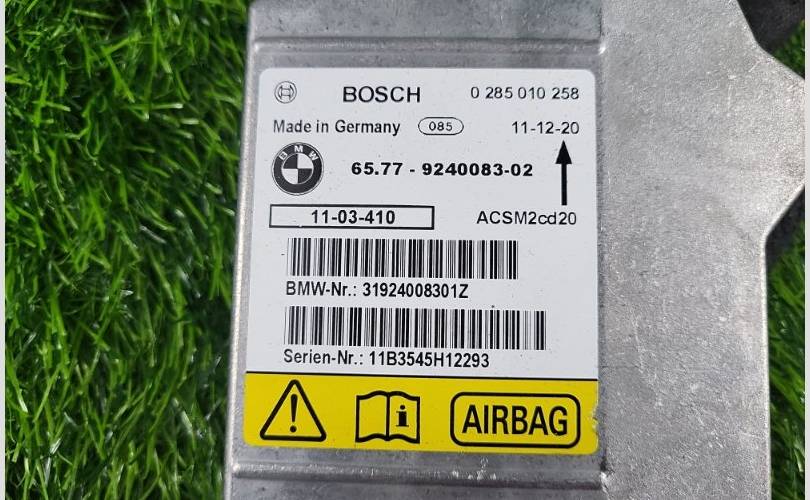 BOSCH 0 285 010 258
Made in Germany 085 11-12-20
BMW 65.77 - 9240083-02
11-03-410 ACSM2cd20
BMW-Nr.: 31924008301Z
Serien-Nr.: 11B3545H12293
AIRBAG